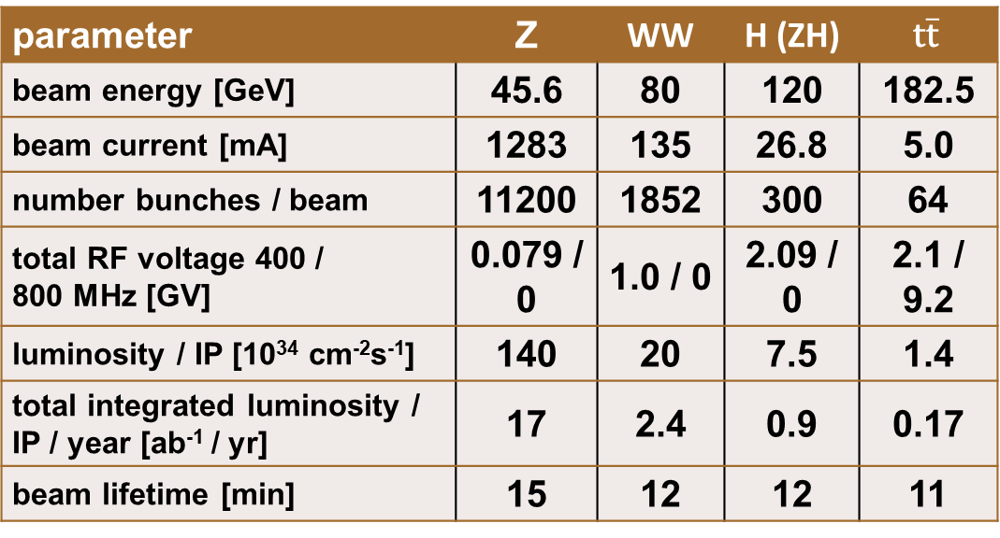 parameter Z WW H (ZH) tt̄
beam energy [GeV] 45.6 80 120 182.5
beam current [mA] 1283 135 26.8 5.0
number bunches / beam 11200 1852 300 64
total RF voltage 400 / 0.079 / 1.0 / 0 2.09 / 2.1 /
800 MHz [GV] 0 0 9.2
luminosity / IP [10³⁴ cm⁻²s⁻¹] 140 20 7.5 1.4
total integrated luminosity / 17 2.4 0.9 0.17
IP / year [ab⁻¹ / yr]
beam lifetime [min] 15 12 12 11